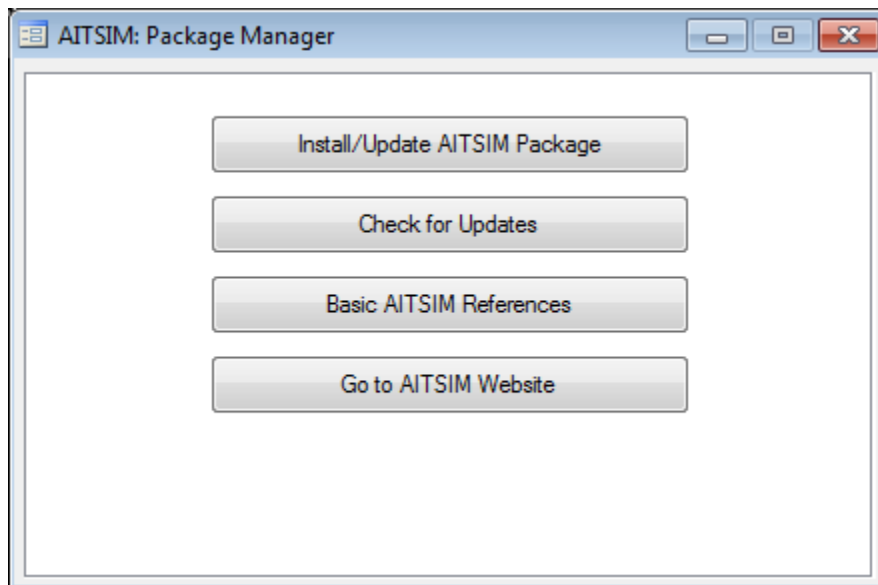 AITSIM: Package Manager
Install/Update AITSIM Package
Check for Updates
Basic AITSIM References
Go to AITSIM Website